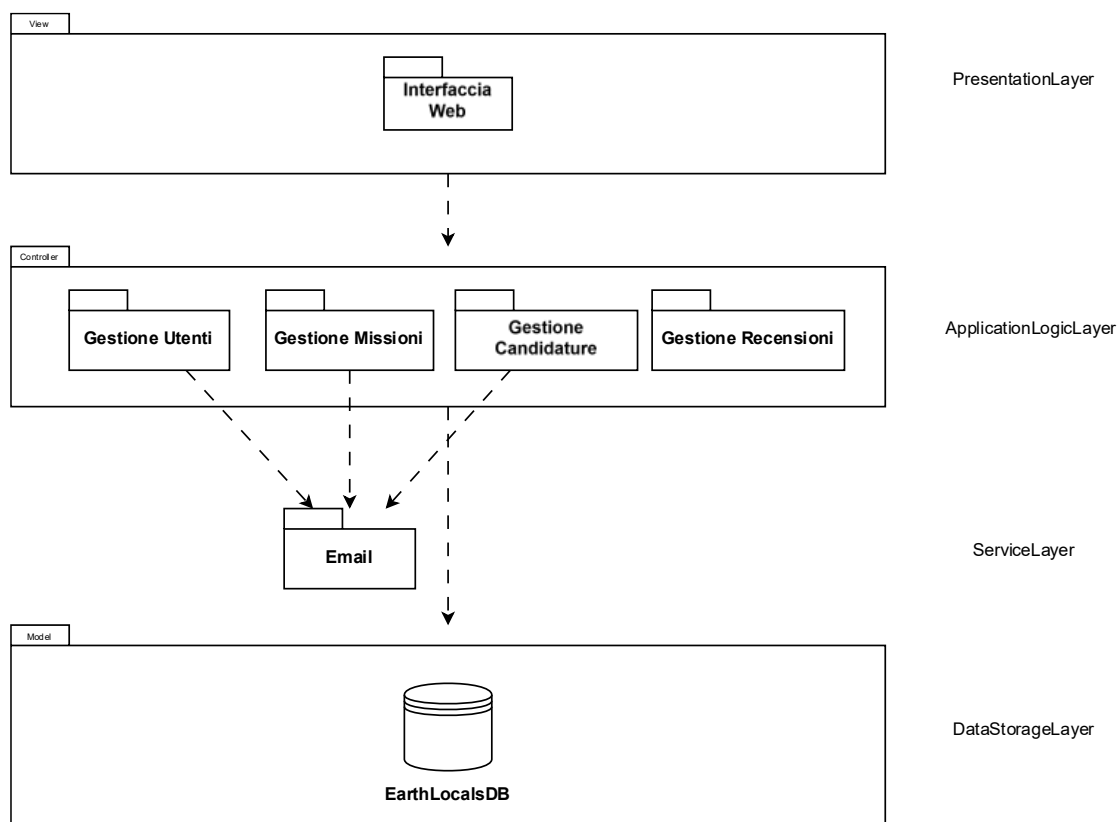 View
Interfaccia
Web
PresentationLayer
Controller
Gestione Utenti
Gestione Missioni
Gestione
Candidature
Gestione Recensioni
ApplicationLogicLayer
Email
ServiceLayer
Model
EarthLocalsDB
DataStorageLayer